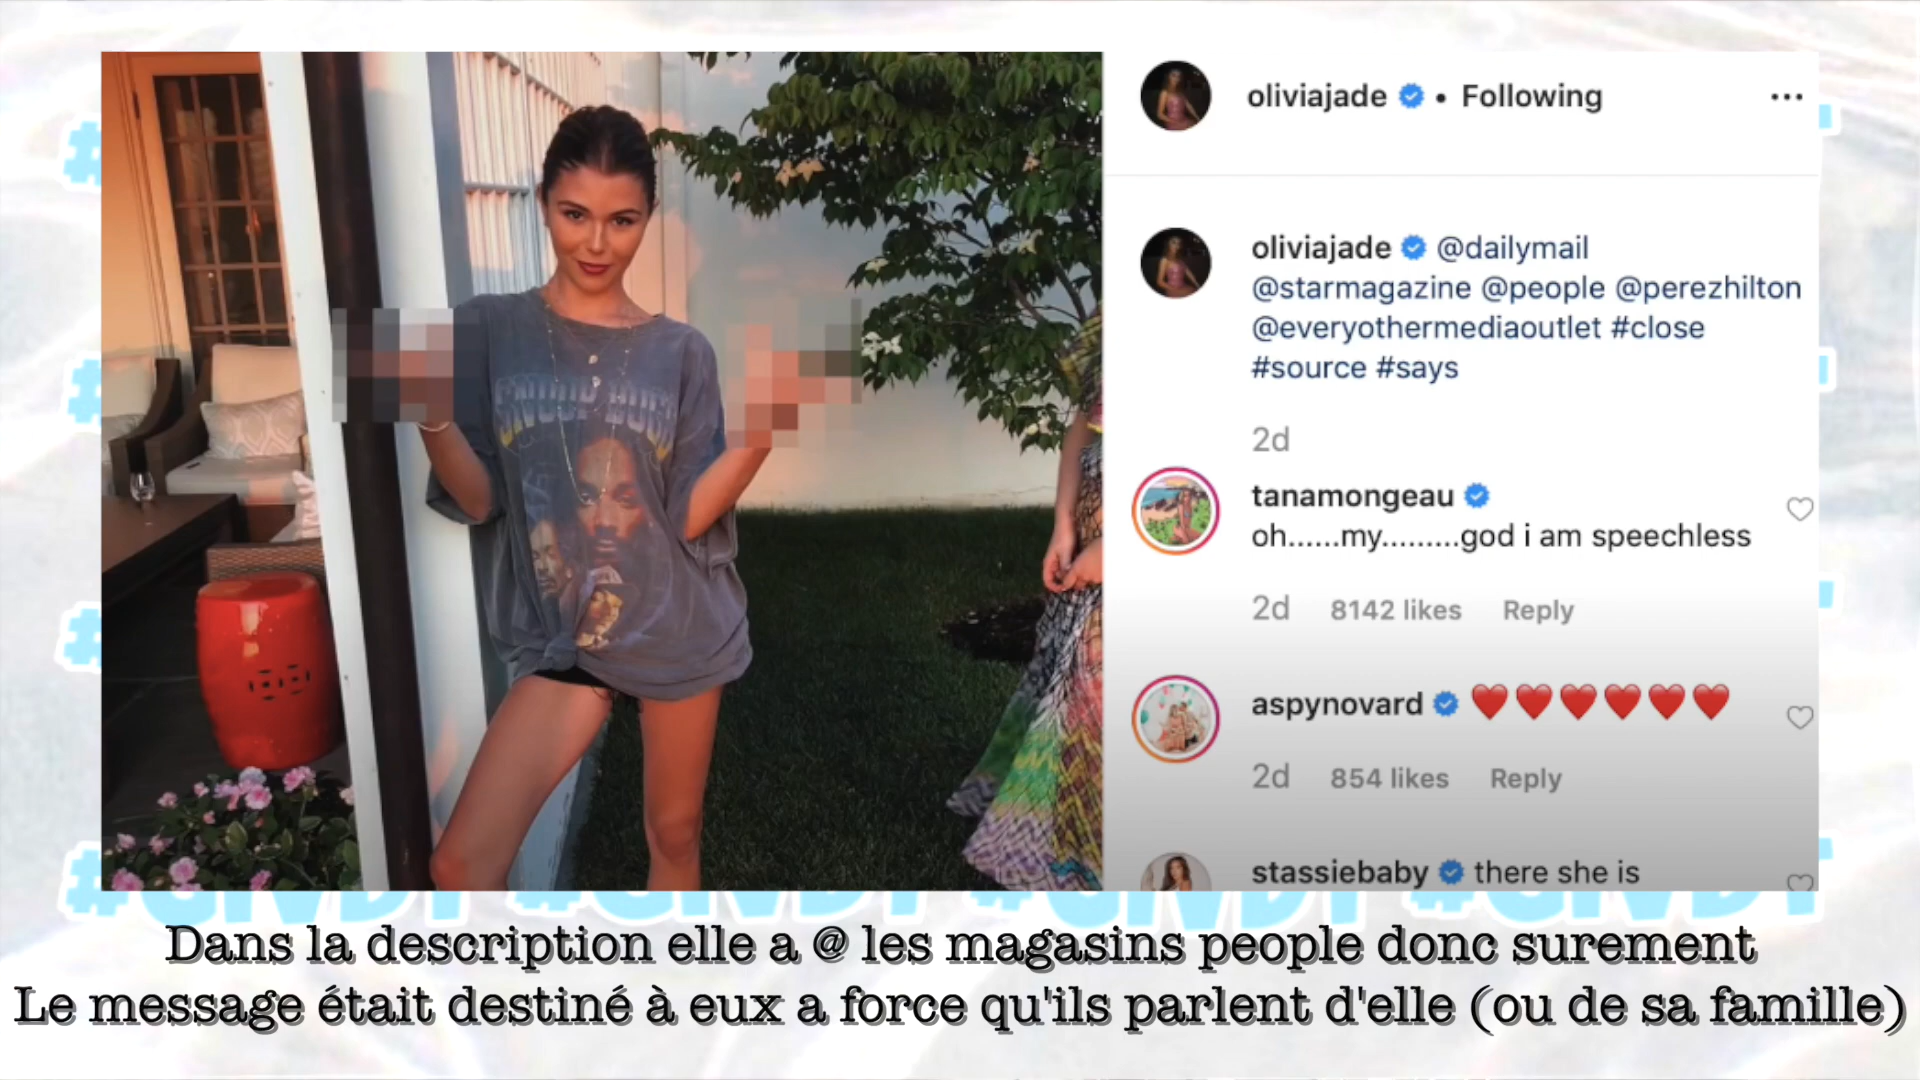 oliviajade • Following
oliviajade @dailymail
@starmagazine @people @perezhilton
@everyothermediaoutlet #close
#source #says
2d
tanamongeau
oh......my.........god i am speechless
2d 8142 likes Reply
aspynovard ❤️❤️❤️❤️❤️❤️
2d 854 likes Reply
stassiebaby there she is
Dans la description elle a @ les magasins people donc surement
Le message était destiné à eux a force qu'ils parlent d'elle (ou de sa famille)